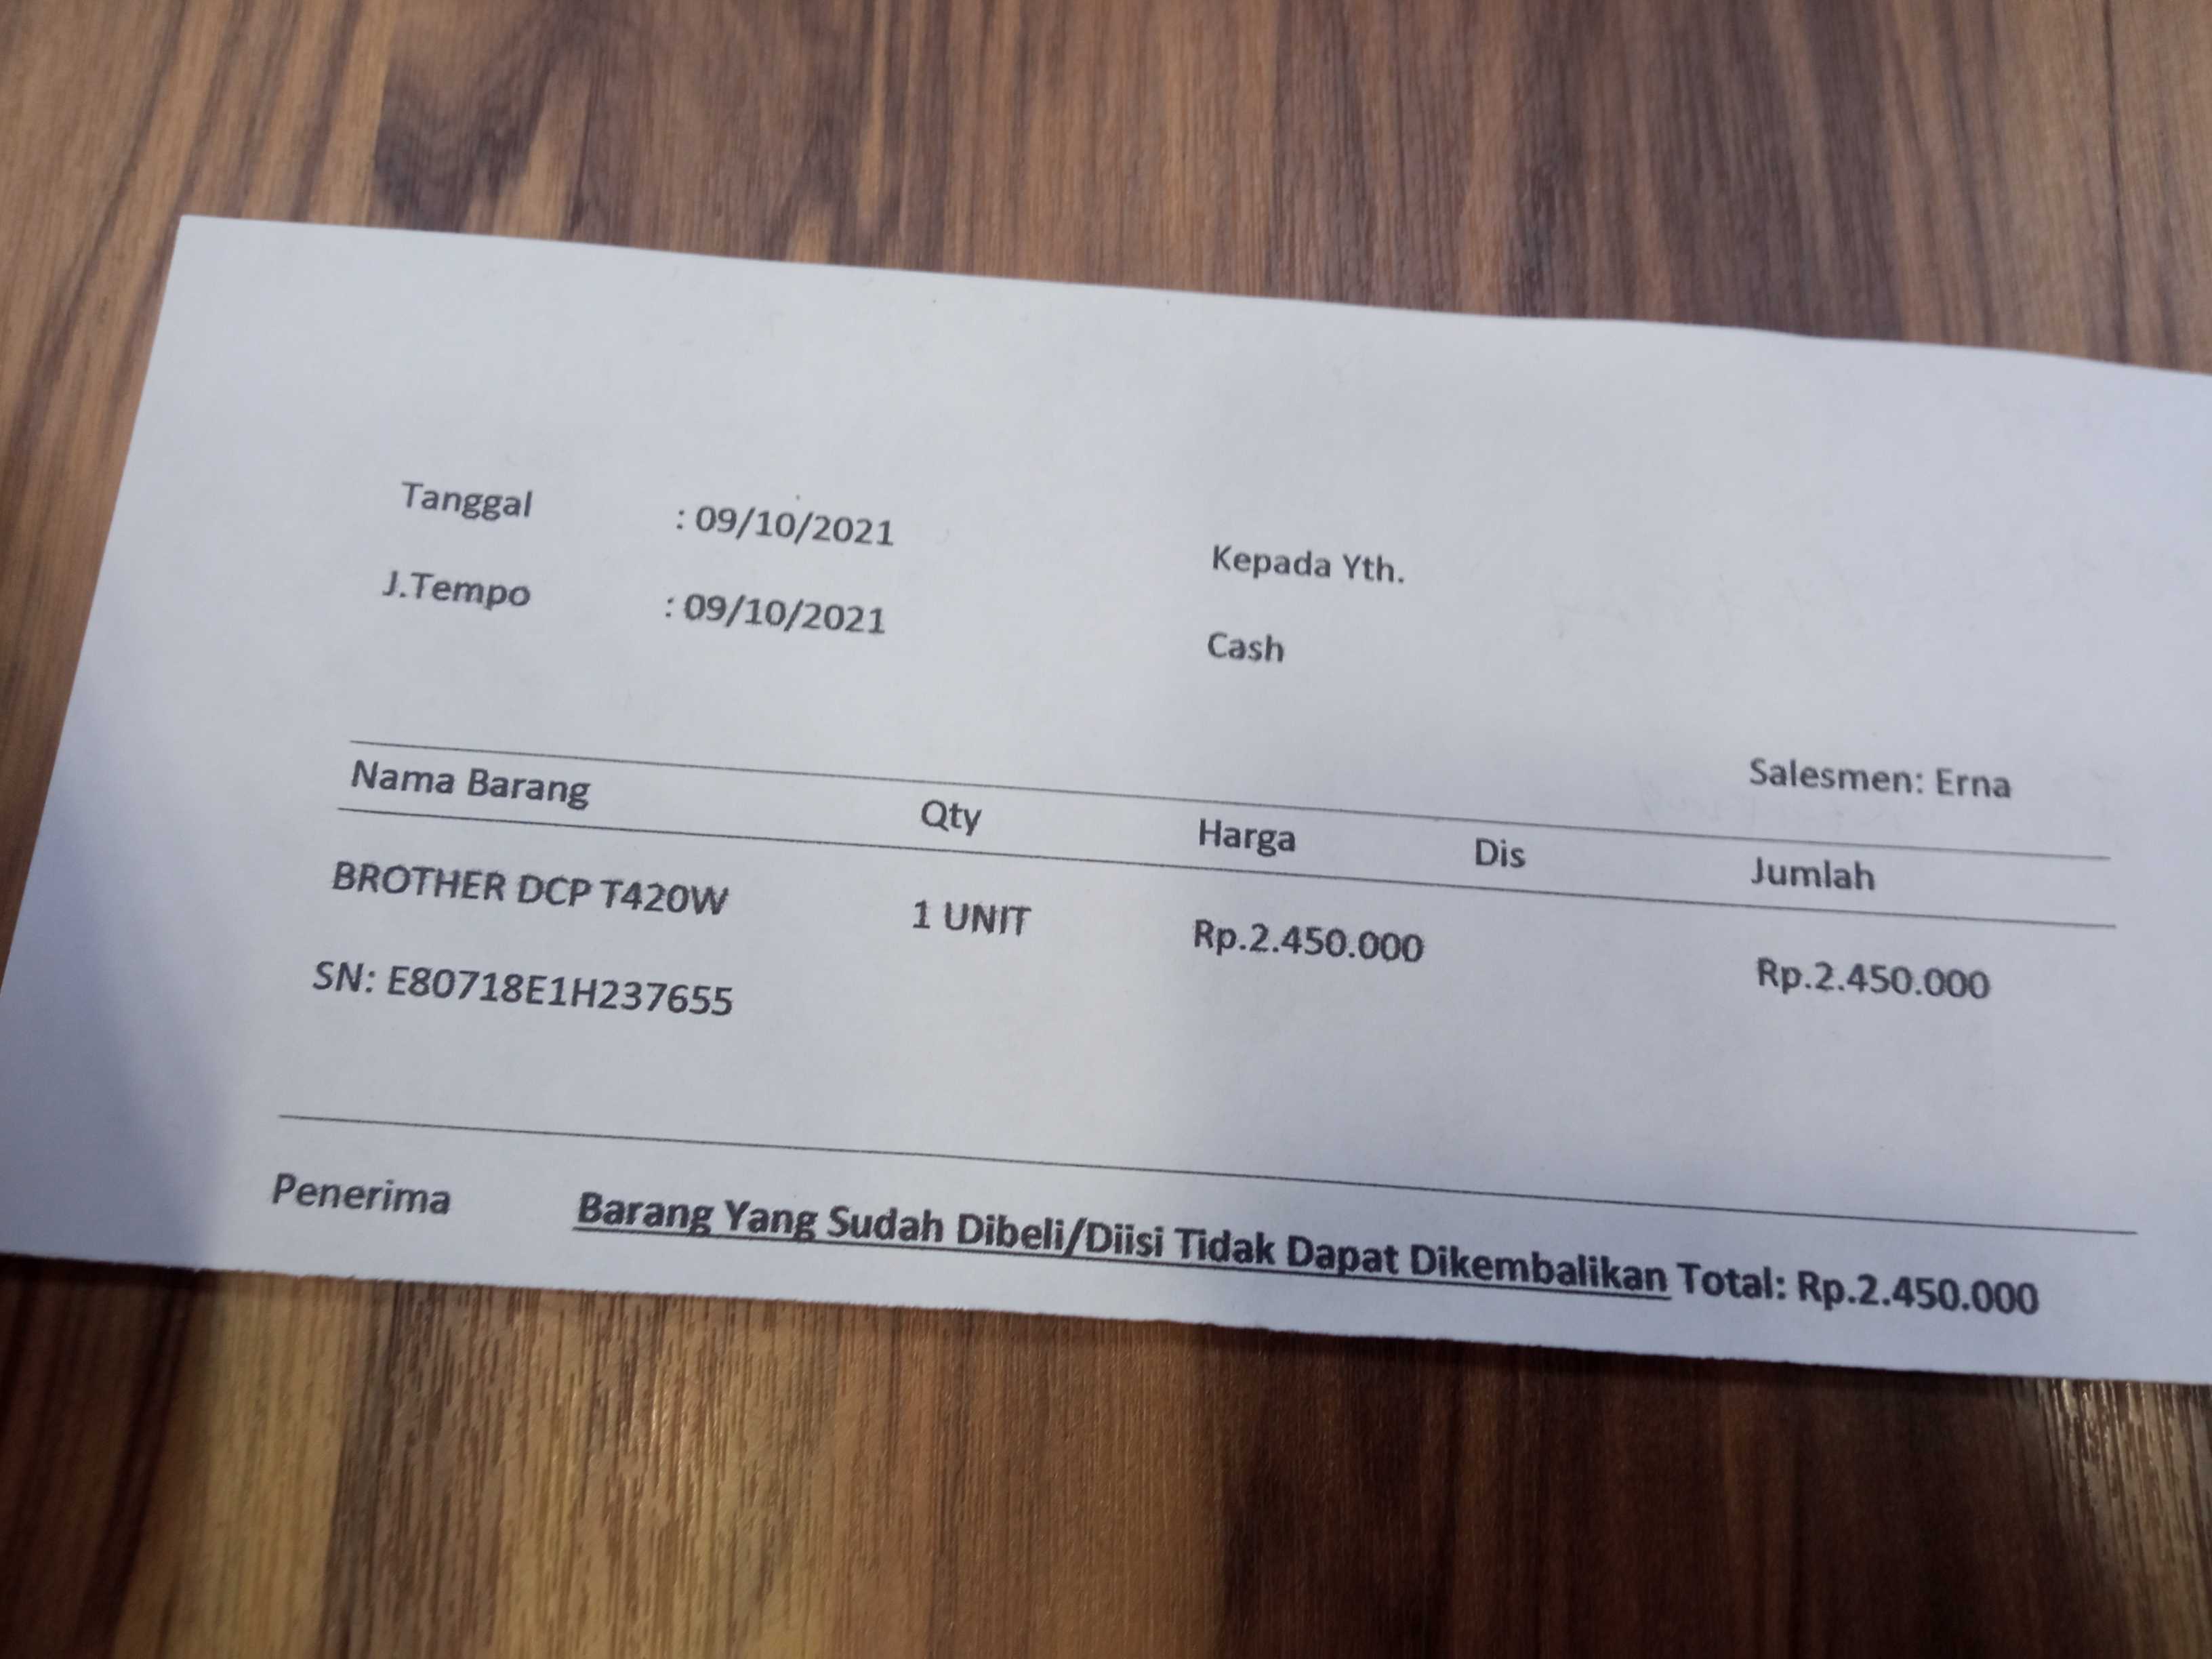 Tanggal : 09/10/2021
Kepada Yth.
J.Tempo : 09/10/2021
Cash
Salesmen: Erna
Nama Barang Qty Harga Dis Jumlah
BROTHER DCP T420W 1 UNIT Rp.2.450.000 Rp.2.450.000
SN: E80718E1H237655
Penerima Barang Yang Sudah Dibeli/Diisi Tidak Dapat Dikembalikan Total: Rp.2.450.000